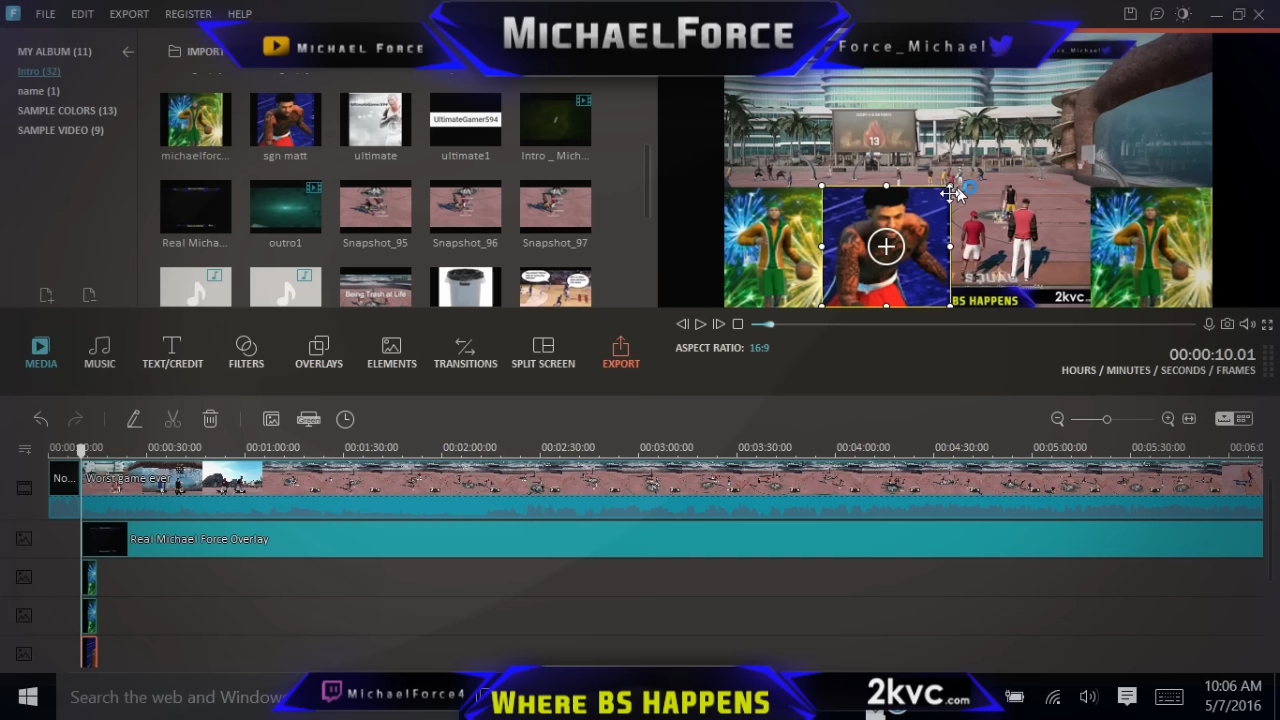 FILE EDIT EXPORT REGISTER HELP
MICHAELFORCE
MICHAEL FORCE
Force_Michael
MY ALBUM (11)
IMPOR
Intro (32)
name (1)
SAMPLE COLORS (13)
SAMPLE VIDEO (9)
UltimateGamer594
michaelforc... sgn matt ultimate ultimate1 Intro _ Mich...
Real Micha... outro1 Snapshot_95 Snapshot_96 Snapshot_97
Being Trash at Life
13
BS HAPPENS
2kvc.com
MEDIA MUSIC TEXT/CREDIT FILTERS OVERLAYS ELEMENTS TRANSITIONS SPLIT SCREEN EXPORT
ASPECT RATIO: 16:9
00:00:10.01
HOURS / MINUTES / SECONDS / FRAMES
00:00:00:00 00:00:30:00 00:01:00:00 00:01:30:00 00:02:00:00 00:02:30:00 00:03:00:00 00:03:30:00 00:04:00:00 00:04:30:00 00:05:00:00 00:05:30:00 00:06:0
No... Worst game ever
Real Michael Force Overlay
Search the web and Windows
MichaelForce4
WHERE BS HAPPENS
2kvc.com
10:06 AM
5/7/2016